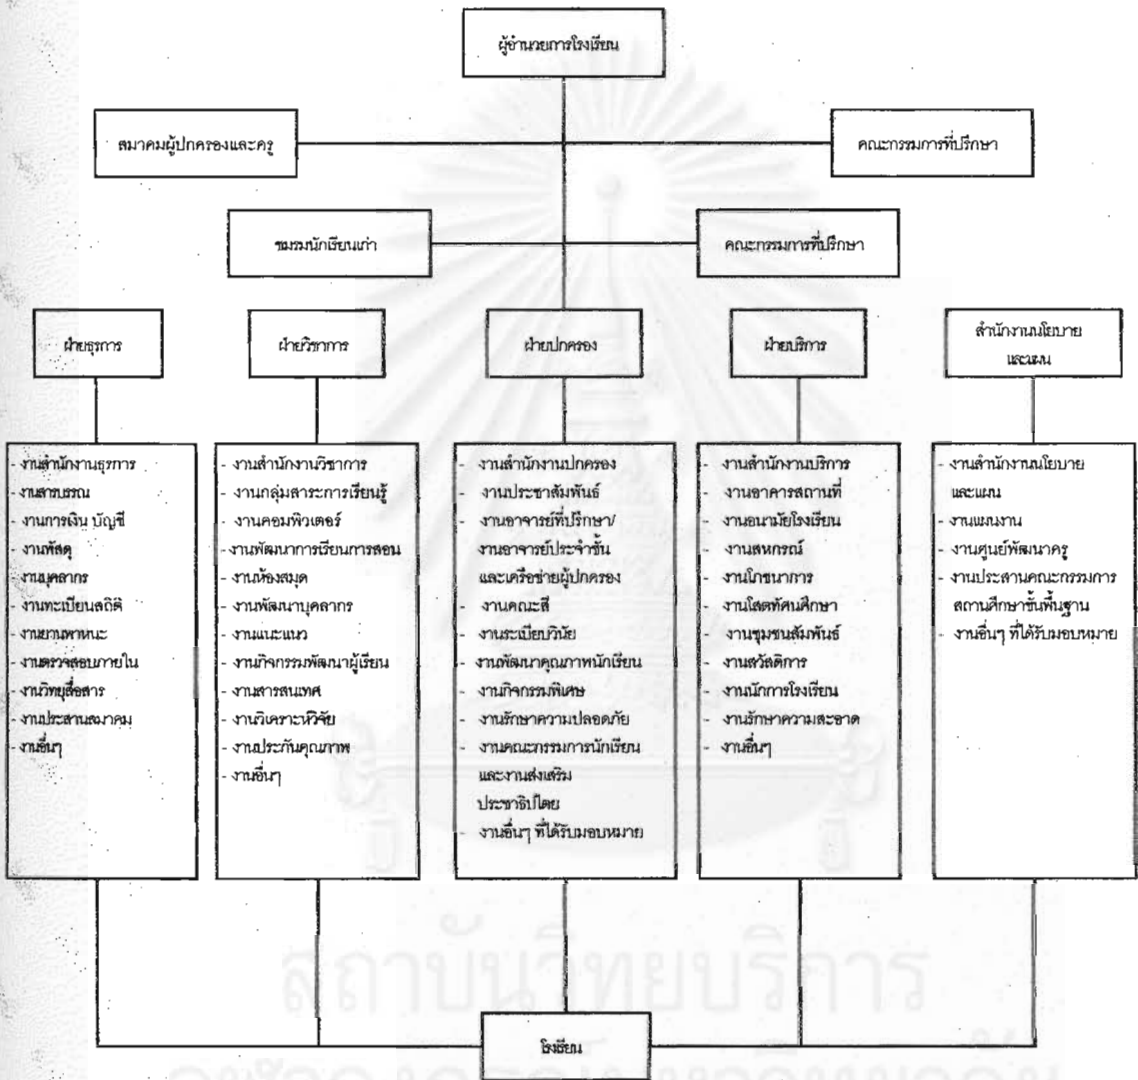 ผู้อำนวยการโรงเรียน
สมาคมผู้ปกครองและครู
คณะกรรมการที่ปรึกษา
ชมรมนักเรียนเก่า
คณะกรรมการที่ปรึกษา
ฝ่ายธุรการ
ฝ่ายวิชาการ
ฝ่ายปกครอง
ฝ่ายบริการ
สำนักงานนโยบาย
และแผน
- งานสำนักงานธุรการ
- งานสารบรรณ
- งานการเงิน บัญชี
- งานพัสดุ
- งานบุคลากร
- งานทะเบียนสถิติ
- งานยานพาหนะ
- งานตรวจสอบภายใน
- งานวิทยุสื่อสาร
- งานประสานสมาคม
- งานอื่นๆ
- งานสำนักงานวิชาการ
- งานกลุ่มสาระการเรียนรู้
- งานคอมพิวเตอร์
- งานพัฒนาการเรียนการสอน
- งานห้องสมุด
- งานพัฒนาบุคลากร
- งานแนะแนว
- งานกิจกรรมพัฒนาผู้เรียน
- งานสารสนเทศ
- งานวิเคราะห์วิจัย
- งานประกันคุณภาพ
- งานอื่นๆ
- งานสำนักงานปกครอง
- งานประชาสัมพันธ์
- งานอาจารย์ที่ปรึกษา/
งานอาจารย์ประจำชั้น
และเครือข่ายผู้ปกครอง
- งานคณะสี
- งานระเบียบวินัย
- งานพัฒนาคุณภาพนักเรียน
- งานกิจกรรมพิเศษ
- งานรักษาความปลอดภัย
- งานคณะกรรมการนักเรียน
และงานส่งเสริม
ประชาธิปไตย
- งานอื่นๆ ที่ได้รับมอบหมาย
- งานสำนักงานบริการ
- งานอาคารสถานที่
- งานอนามัยโรงเรียน
- งานสหกรณ์
- งานโภชนาการ
- งานโสตทัศนศึกษา
- งานชุมชนสัมพันธ์
- งานสวัสดิการ
- งานนักการโรงเรียน
- งานรักษาความสะอาด
- งานอื่นๆ
- งานสำนักงานนโยบาย
และแผน
- งานแผนงาน
- งานศูนย์พัฒนาครู
- งานประสานคณะกรรมการ
สถานศึกษาขั้นพื้นฐาน
- งานอื่นๆ ที่ได้รับมอบหมาย
โรงเรียน
สถาบันวิทยบริการ
จุฬาลงกรณ์มหาวิทยาลัย